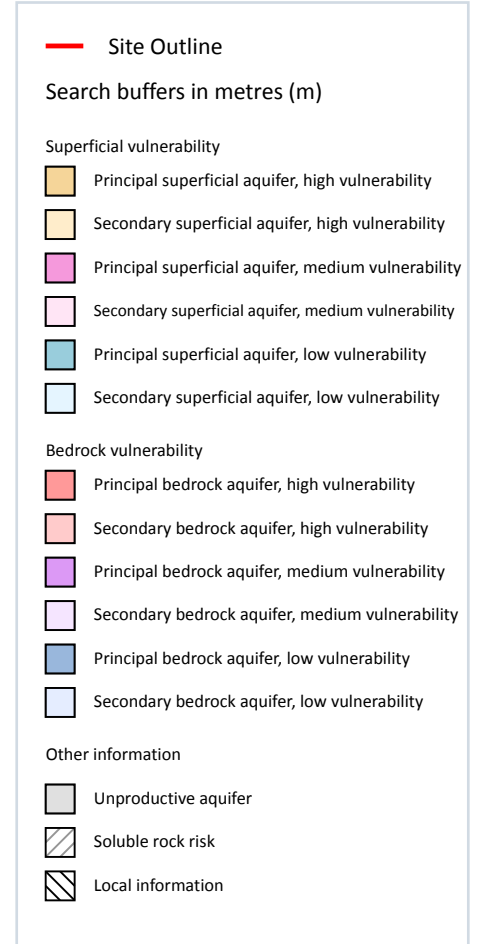 Site Outline
Search buffers in metres (m)
Superficial vulnerability
Principal superficial aquifer, high vulnerability
Secondary superficial aquifer, high vulnerability
Principal superficial aquifer, medium vulnerability
Secondary superficial aquifer, medium vulnerability
Principal superficial aquifer, low vulnerability
Secondary superficial aquifer, low vulnerability
Bedrock vulnerability
Principal bedrock aquifer, high vulnerability
Secondary bedrock aquifer, high vulnerability
Principal bedrock aquifer, medium vulnerability
Secondary bedrock aquifer, medium vulnerability
Principal bedrock aquifer, low vulnerability
Secondary bedrock aquifer, low vulnerability
Other information
Unproductive aquifer
Soluble rock risk
Local information